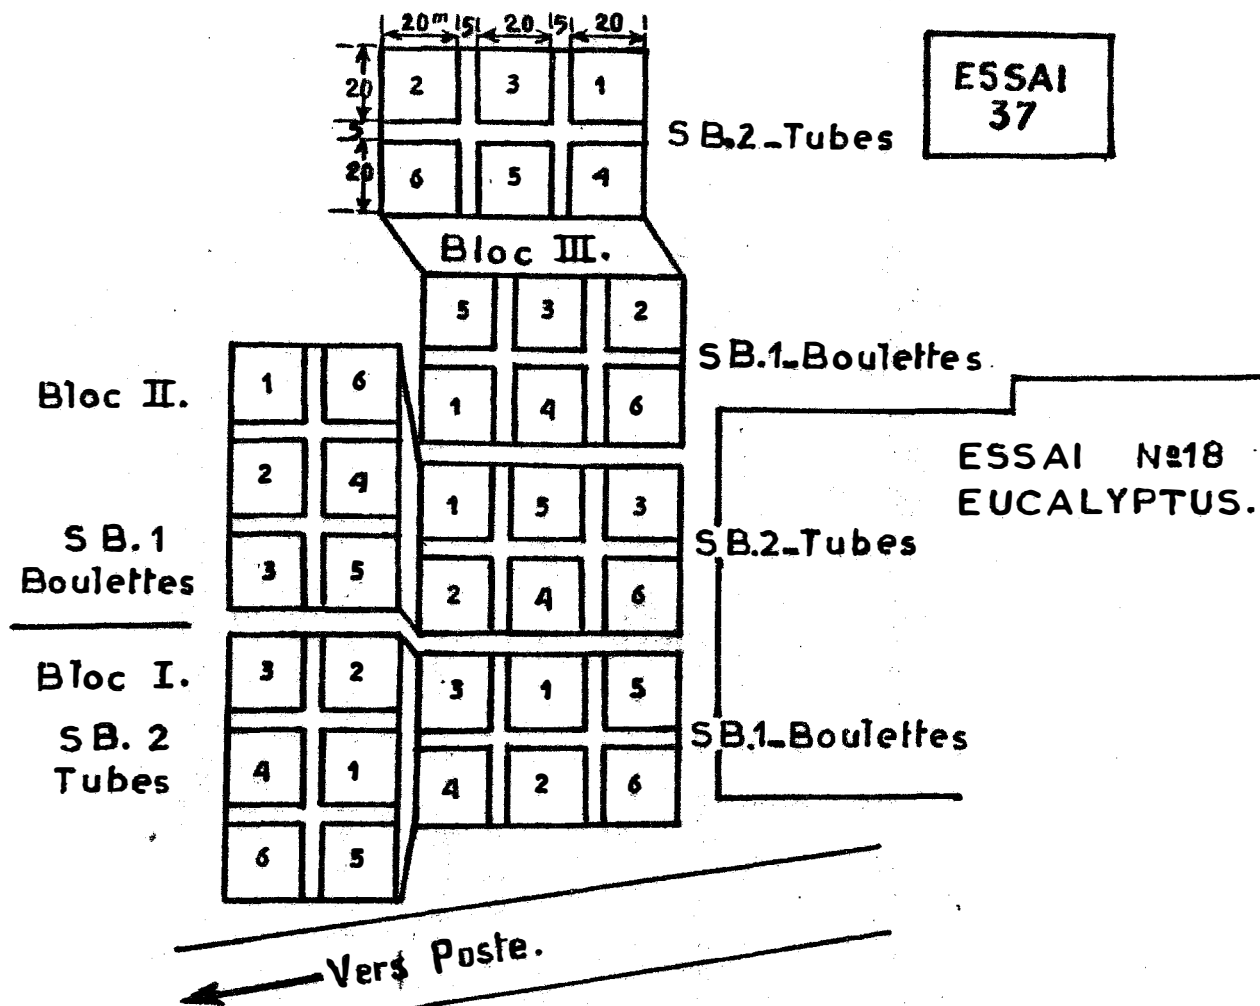 20ᵐ 5 20 5 20
ESSAI
37
20
5
20
2 3 1
6 5 4
SB.2_Tubes
Bloc III.
5 3 2
1 4 6
SB.1_Boulettes
Bloc II.
1 6
2 4
3 5
SB.1
Boulettes
1 5 3
2 4 6
SB.2_Tubes
ESSAI Nº18
EUCALYPTUS.
Bloc I.
SB. 2
Tubes
3 2
4 1
6 5
3 1 5
4 2 6
SB.1_Boulettes
Vers Poste.